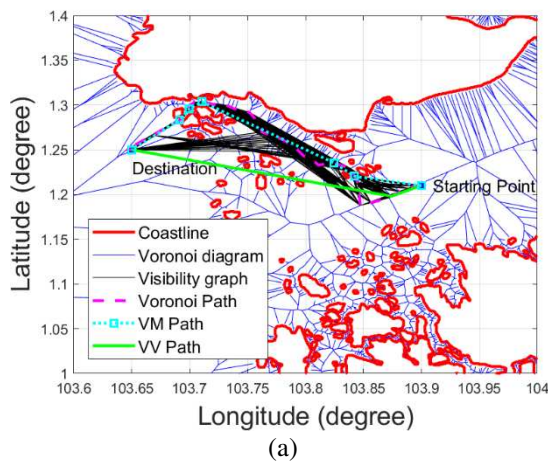 1.4
1.35
1.3
1.25
1.2
1.15
1.1
1.05
1
Latitude (degree)
Destination
Starting Point
Coastline
Voronoi diagram
Visibility graph
Voronoi Path
VM Path
VV Path
103.6 103.65 103.7 103.75 103.8 103.85 103.9 103.95 104
Longitude (degree)
(a)